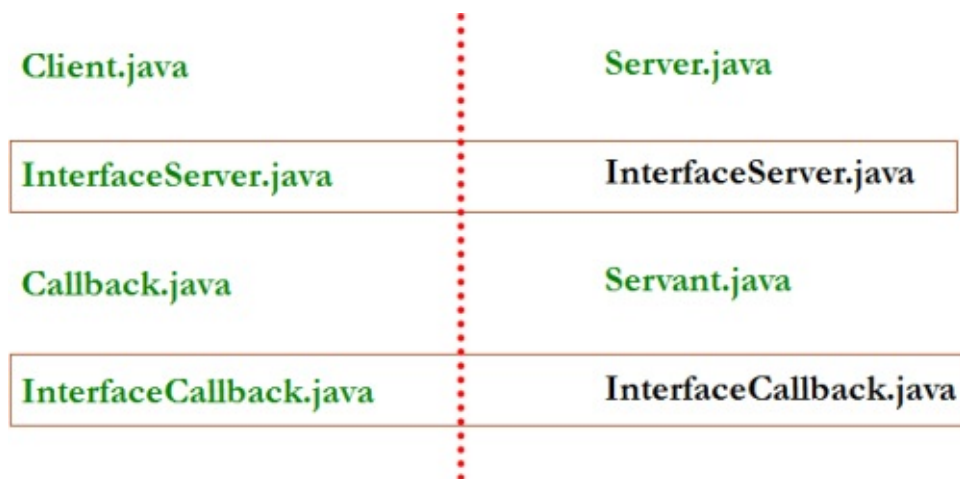 Client.java Server.java
InterfaceServer.java InterfaceServer.java
Callback.java Servant.java
InterfaceCallback.java InterfaceCallback.java